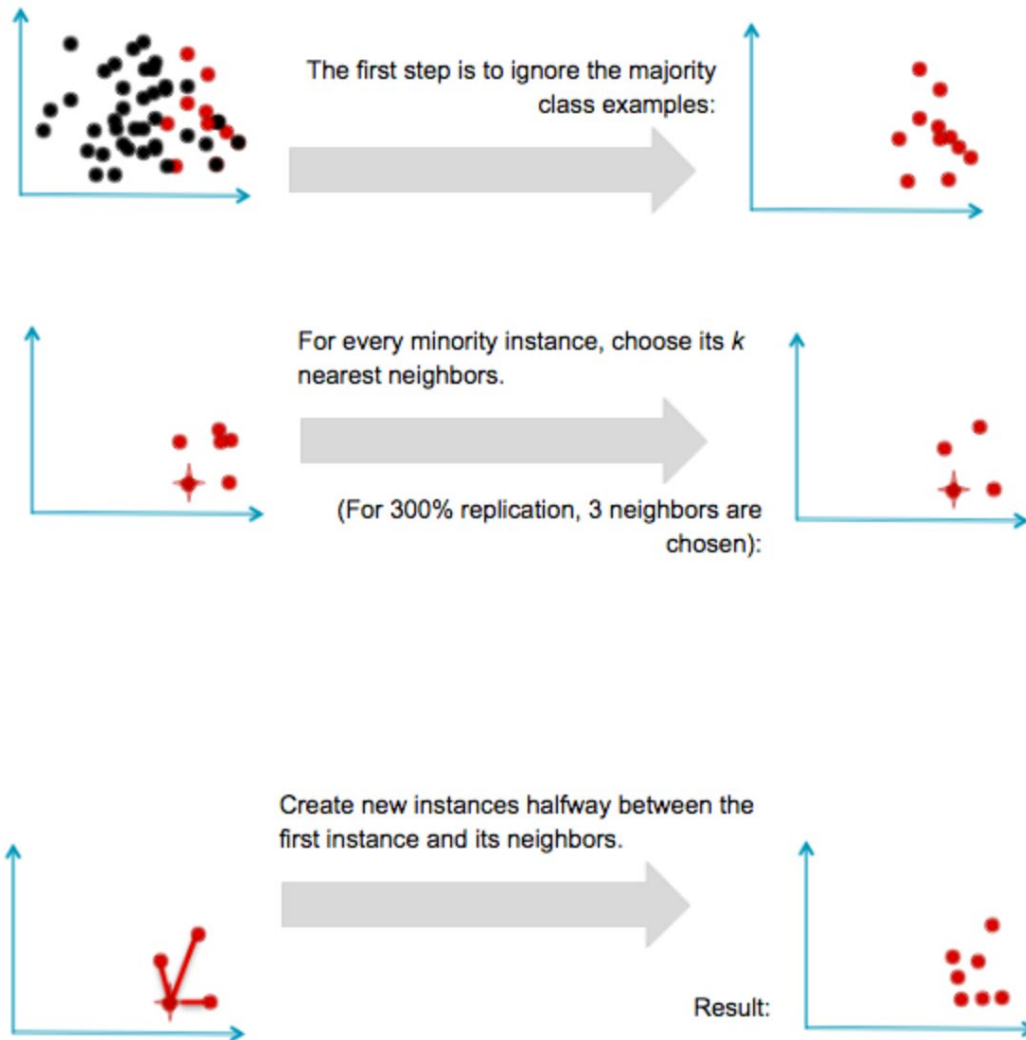 The first step is to ignore the majority
class examples:
For every minority instance, choose its k
nearest neighbors.
(For 300% replication, 3 neighbors are
chosen):
Create new instances halfway between the
first instance and its neighbors.
Result: